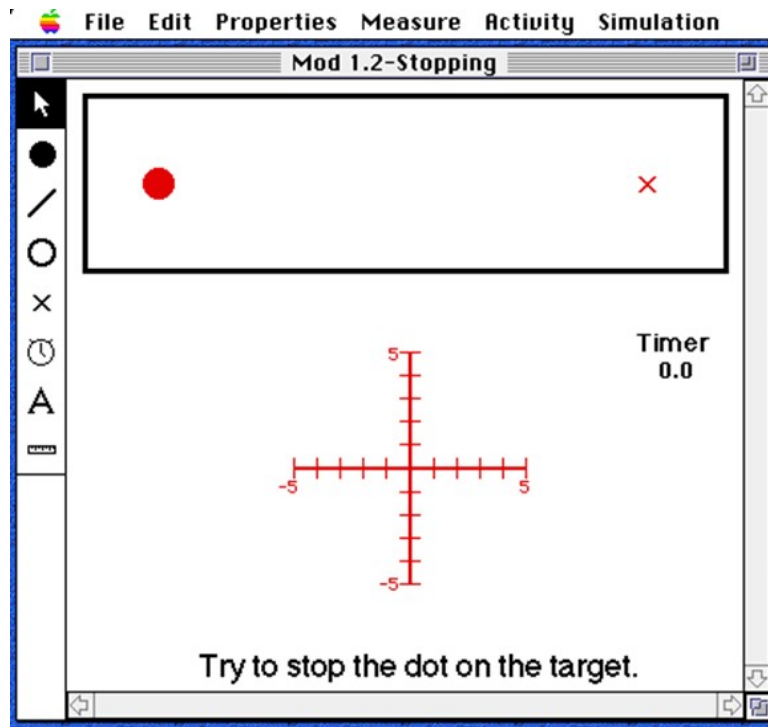 File Edit Properties Measure Activity Simulation
Mod 1.2-Stopping
A
Timer
0.0
5
-5 5
-5
Try to stop the dot on the target.